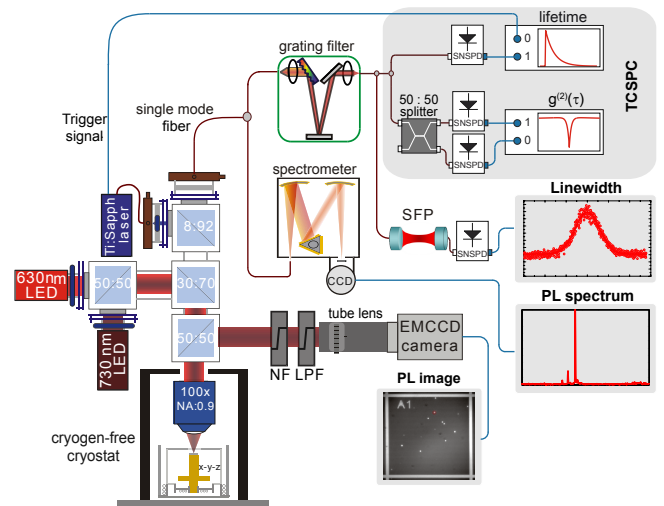 lifetime
grating filter
0
SNSPD
1
TCSPC
50 : 50
splitter
g(2)(τ)
single mode
fiber
Trigger
signal
SNSPD
1
0
SNSPD
spectrometer
Linewidth
Ti:Sapph
laser
8:92
SFP
SNSPD
630nm
LED
50:50
30:70
CCD
PL spectrum
50:50
tube lens
EMCCD
camera
730 nm
LED
NF
LPF
100x
NA:0.9
PL image
A1
cryogen-free
cryostat
x-y-z